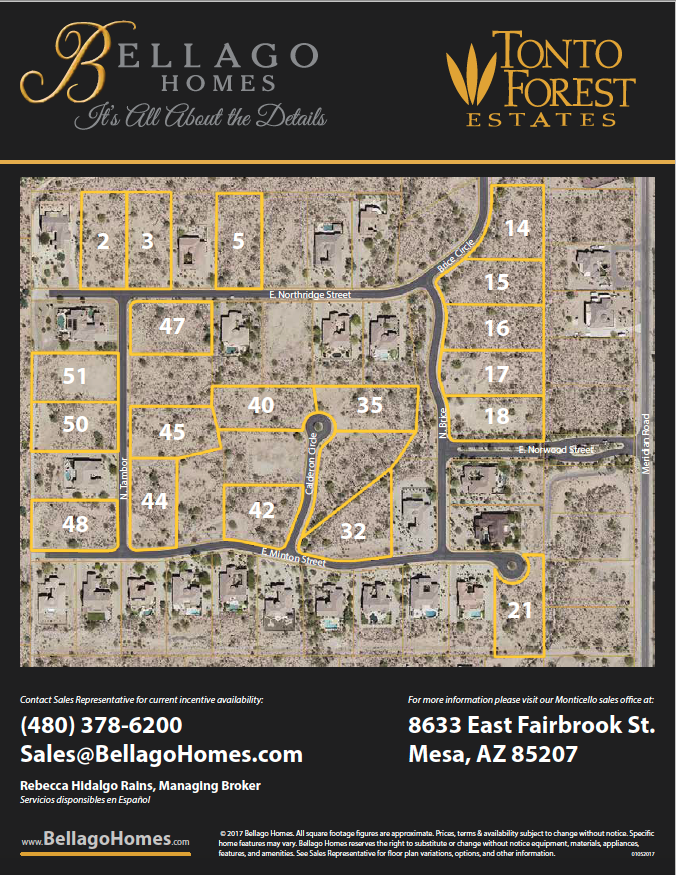 BELLAGO
HOMES
It's All About the Details
TONTO
FOREST
ESTATES
2
3
5
14
Brice Circle
15
E. Northridge Street
16
47
17
51
40
35
18
50
45
N. Brice
Meridian Road
E. Norwood Street
Calderon Circle
N. Tambor
44
42
48
32
E. Minton Street
21
Contact Sales Representative for current incentive availability:
(480) 378-6200
Sales@BellagoHomes.com
Rebecca Hidalgo Rains, Managing Broker
Servicios disponsibles en Español
For more information please visit our Monticello sales office at:
8633 East Fairbrook St.
Mesa, AZ 85207
www.BellagoHomes.com
© 2017 Bellago Homes. All square footage figures are approximate. Prices, terms & availability subject to change without notice. Specific
home features may vary. Bellago Homes reserves the right to substitute or change without notice equipment, materials, appliances,
features, and amenities. See Sales Representative for floor plan variations, options, and other information.
01052017